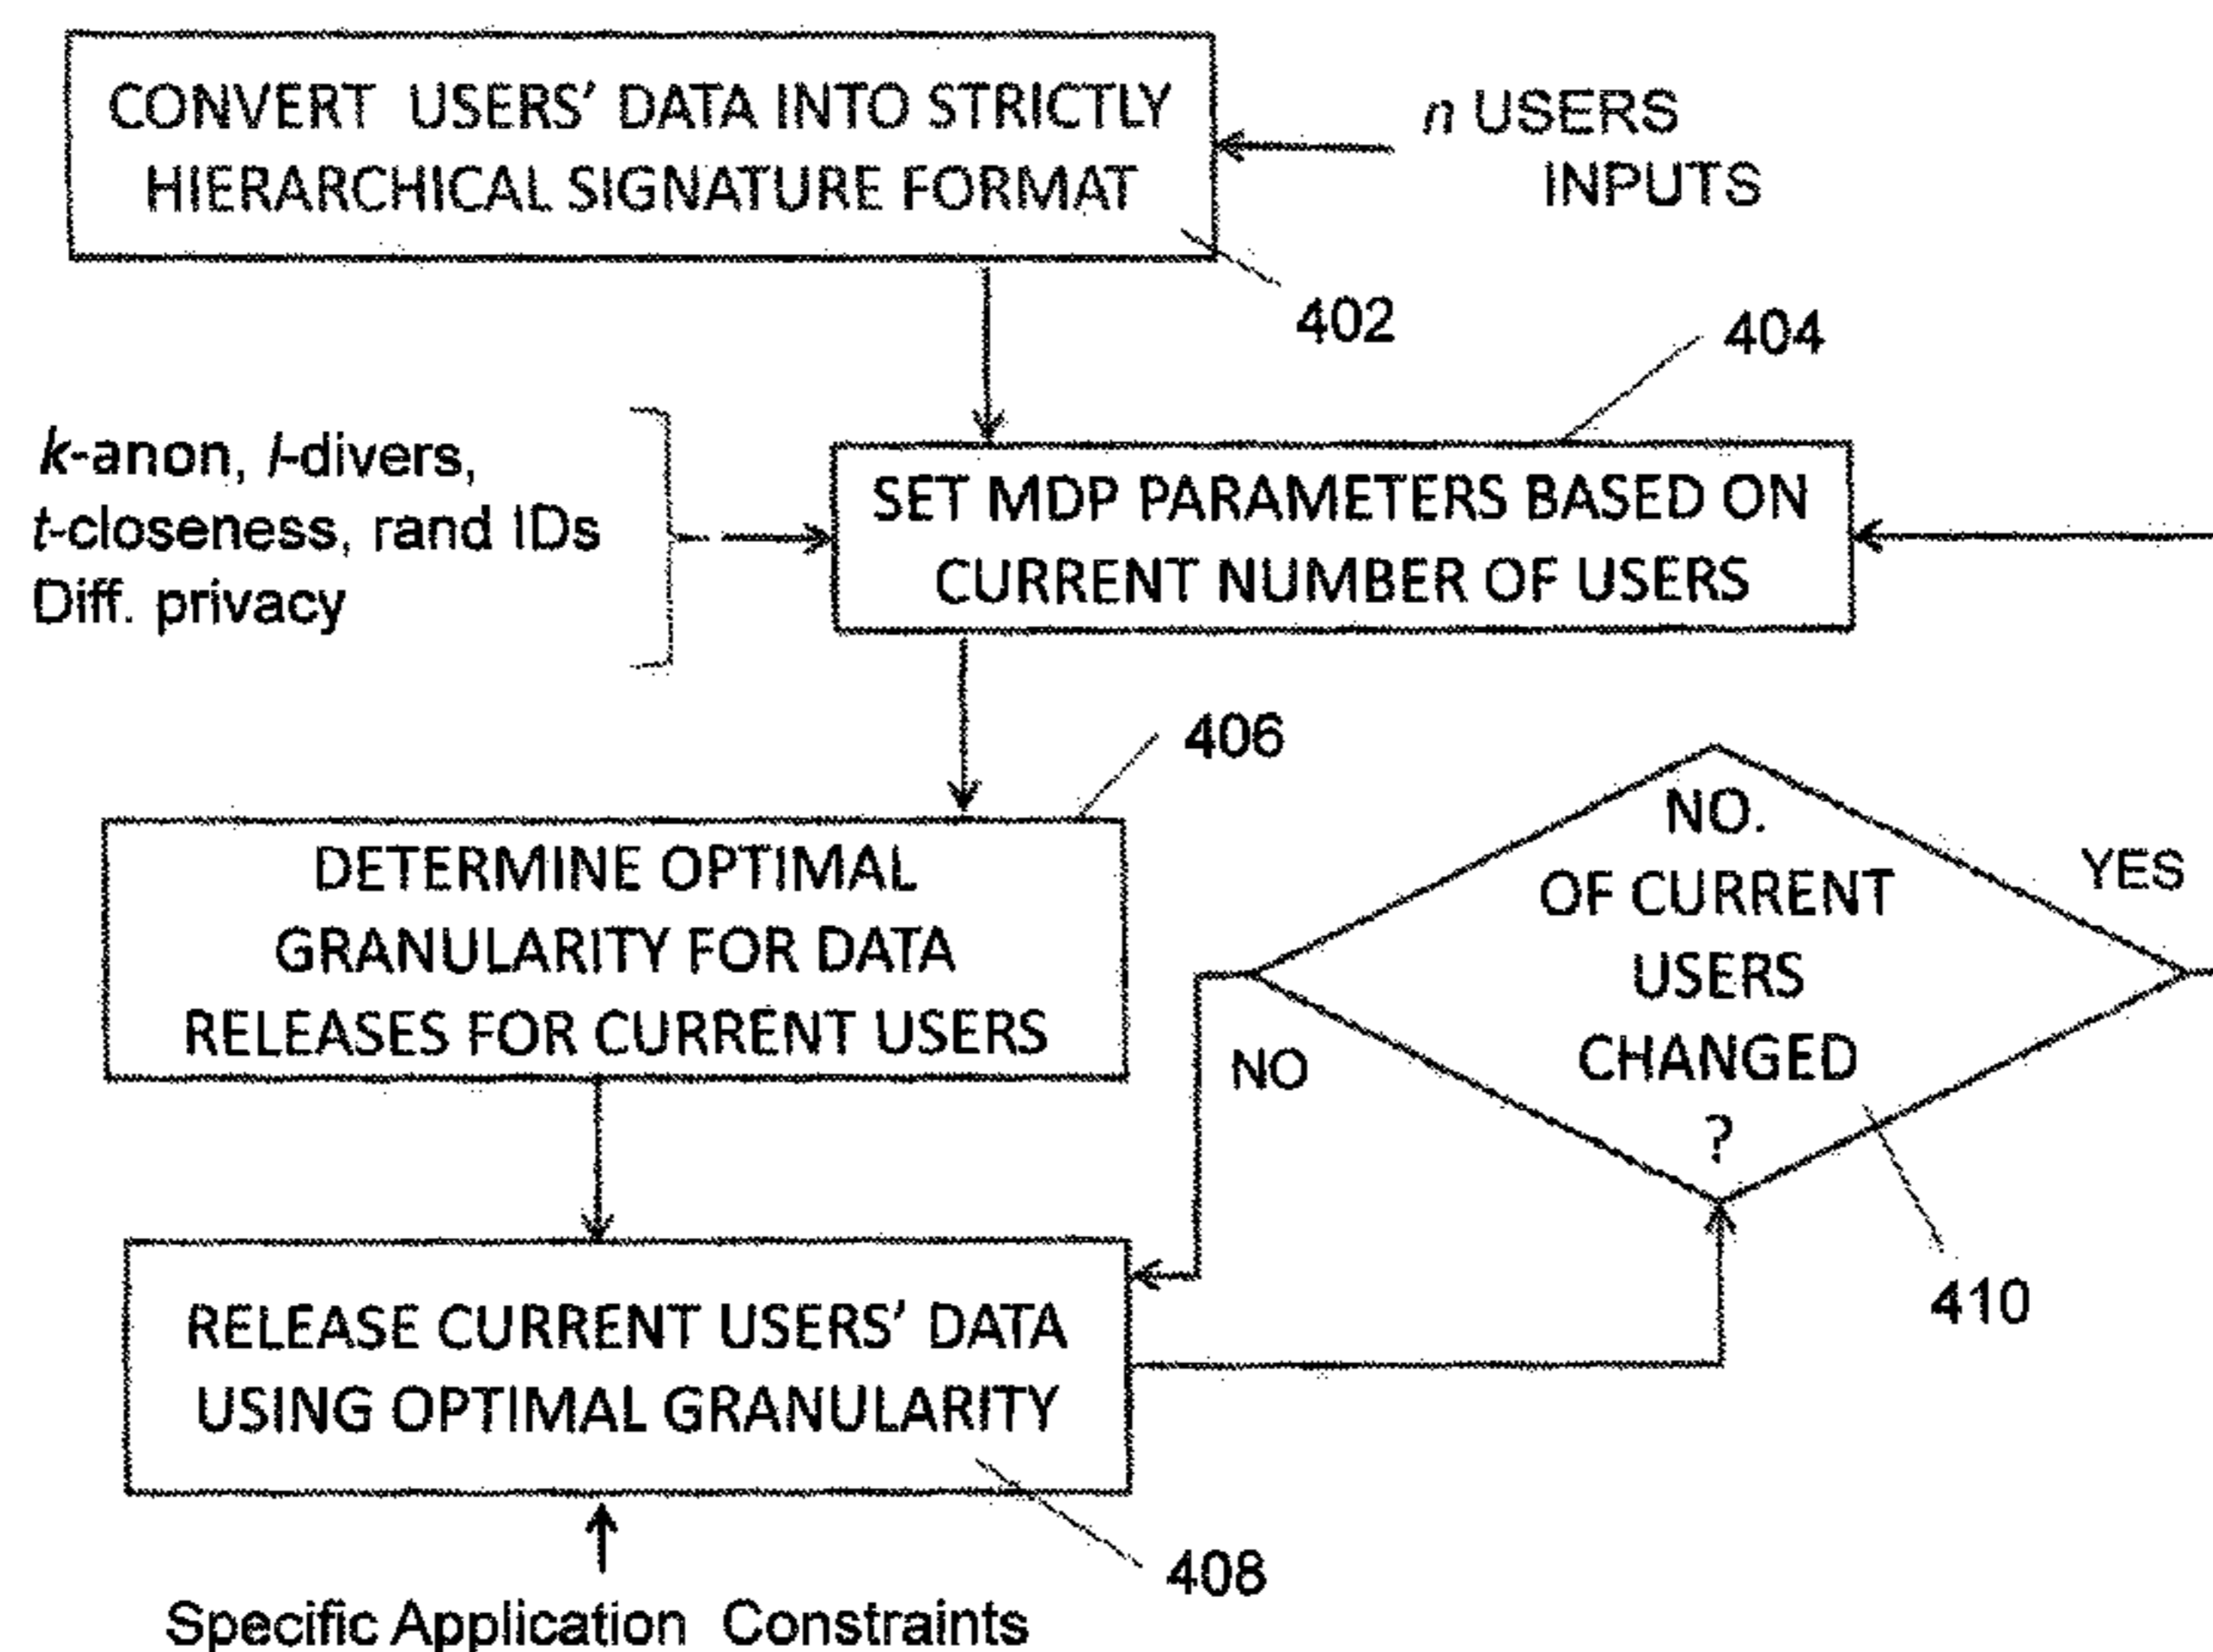 CONVERT USERS' DATA INTO STRICTLY
HIERARCHICAL SIGNATURE FORMAT
n USERS
INPUTS
402
404
k-anon, l-divers,
t-closeness, rand IDs
Diff. privacy
SET MDP PARAMETERS BASED ON
CURRENT NUMBER OF USERS
406
DETERMINE OPTIMAL
GRANULARITY FOR DATA
RELEASES FOR CURRENT USERS
NO.
OF CURRENT
USERS
CHANGED
?
YES
NO
410
RELEASE CURRENT USERS' DATA
USING OPTIMAL GRANULARITY
408
Specific Application Constraints